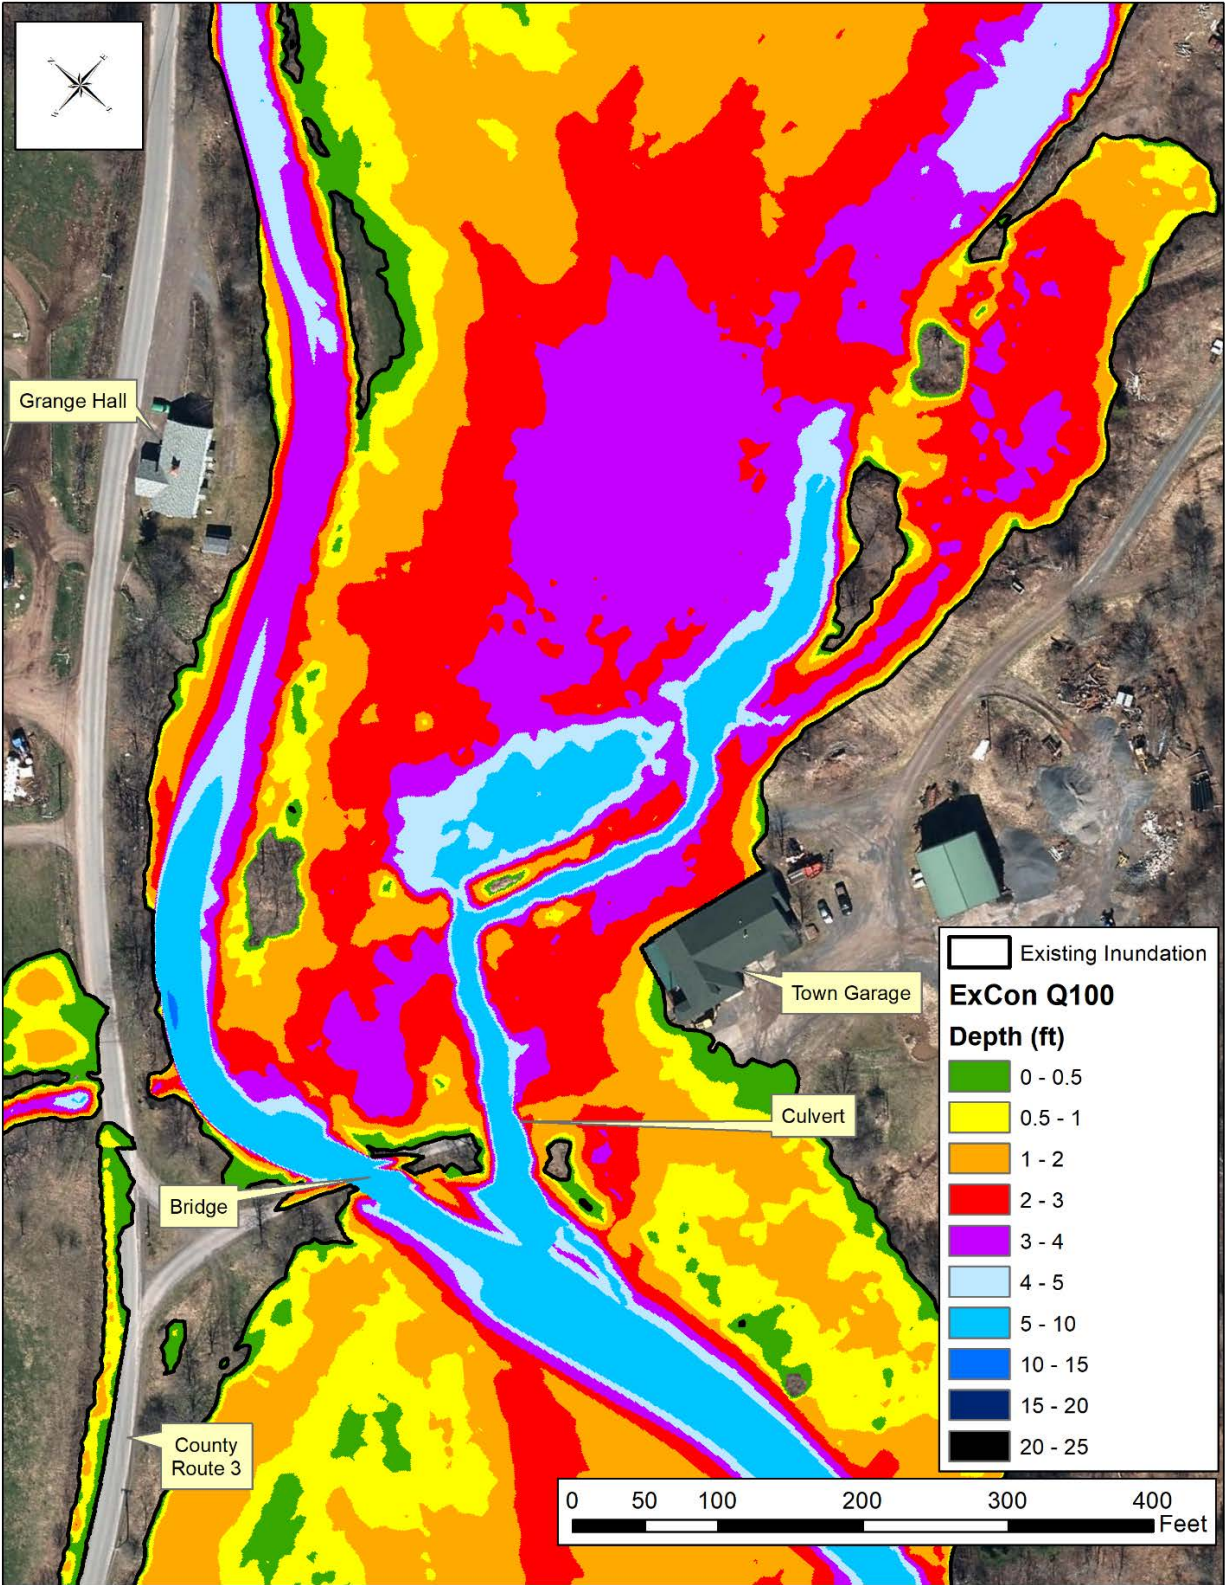 N
E
W
S
Grange Hall
Town Garage
Culvert
Bridge
County
Route 3
Existing Inundation
ExCon Q100
Depth (ft)
0 - 0.5
0.5 - 1
1 - 2
2 - 3
3 - 4
4 - 5
5 - 10
10 - 15
15 - 20
20 - 25
0 50 100 200 300 400
Feet